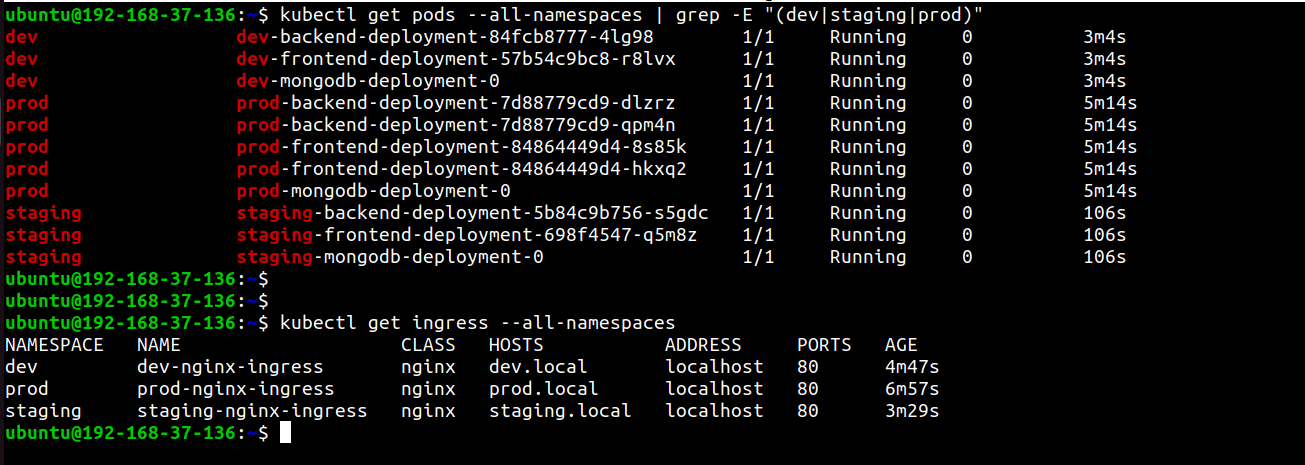 ubuntu@192-168-37-136:~$ kubectl get pods --all-namespaces | grep -E "(dev|staging|prod)"
dev dev-backend-deployment-84fcb8777-4lg98 1/1 Running 0 3m4s
dev dev-frontend-deployment-57b54c9bc8-r8lvx 1/1 Running 0 3m4s
dev dev-mongodb-deployment-0 1/1 Running 0 3m4s
prod prod-backend-deployment-7d88779cd9-dlzrz 1/1 Running 0 5m14s
prod prod-backend-deployment-7d88779cd9-qpm4n 1/1 Running 0 5m14s
prod prod-frontend-deployment-84864449d4-8s85k 1/1 Running 0 5m14s
prod prod-frontend-deployment-84864449d4-hkxq2 1/1 Running 0 5m14s
prod prod-mongodb-deployment-0 1/1 Running 0 5m14s
staging staging-backend-deployment-5b84c9b756-s5gdc 1/1 Running 0 106s
staging staging-frontend-deployment-698f4547-q5m8z 1/1 Running 0 106s
staging staging-mongodb-deployment-0 1/1 Running 0 106s
ubuntu@192-168-37-136:~$
ubuntu@192-168-37-136:~$
ubuntu@192-168-37-136:~$ kubectl get ingress --all-namespaces
NAMESPACE NAME CLASS HOSTS ADDRESS PORTS AGE
dev dev-nginx-ingress nginx dev.local localhost 80 4m47s
prod prod-nginx-ingress nginx prod.local localhost 80 6m57s
staging staging-nginx-ingress nginx staging.local localhost 80 3m29s
ubuntu@192-168-37-136:~$